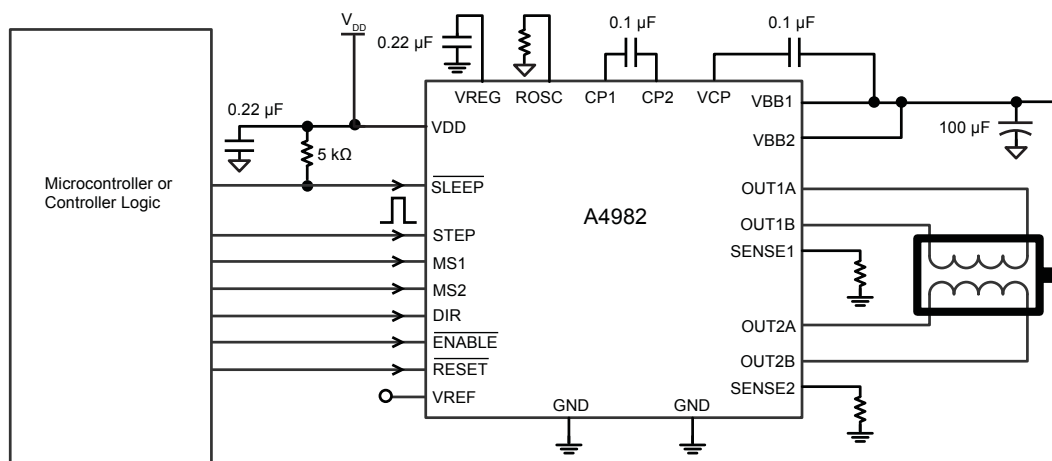 V_DD
0.1 µF
0.1 µF
0.22 µF
0.22 µF
VREG
ROSC
CP1
CP2
VCP
VBB1
VDD
VBB2
100 µF
5 kΩ
Microcontroller or
Controller Logic
SLEEP
OUT1A
A4982
OUT1B
STEP
SENSE1
MS1
MS2
DIR
OUT2A
ENABLE
OUT2B
RESET
SENSE2
VREF
GND
GND